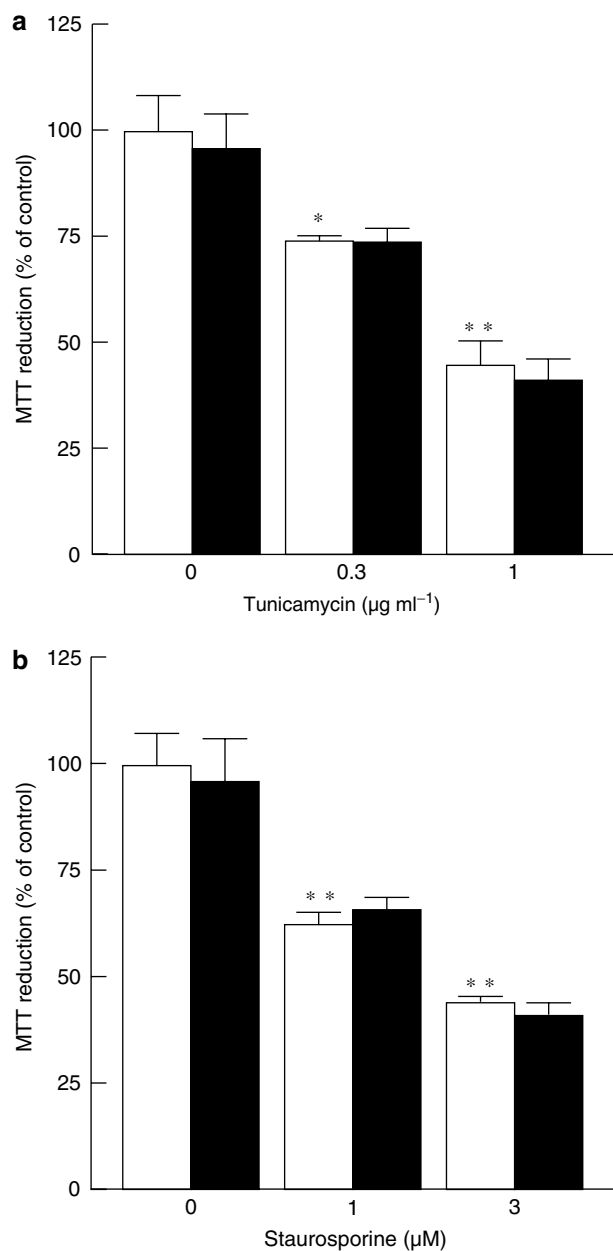 a
125
100
75
50
25
0
MTT reduction (% of control)
*
* *
0 0.3 1
Tunicamycin (µg ml⁻¹)
b
125
100
75
50
25
0
MTT reduction (% of control)
* *
* *
0 1 3
Staurosporine (µM)